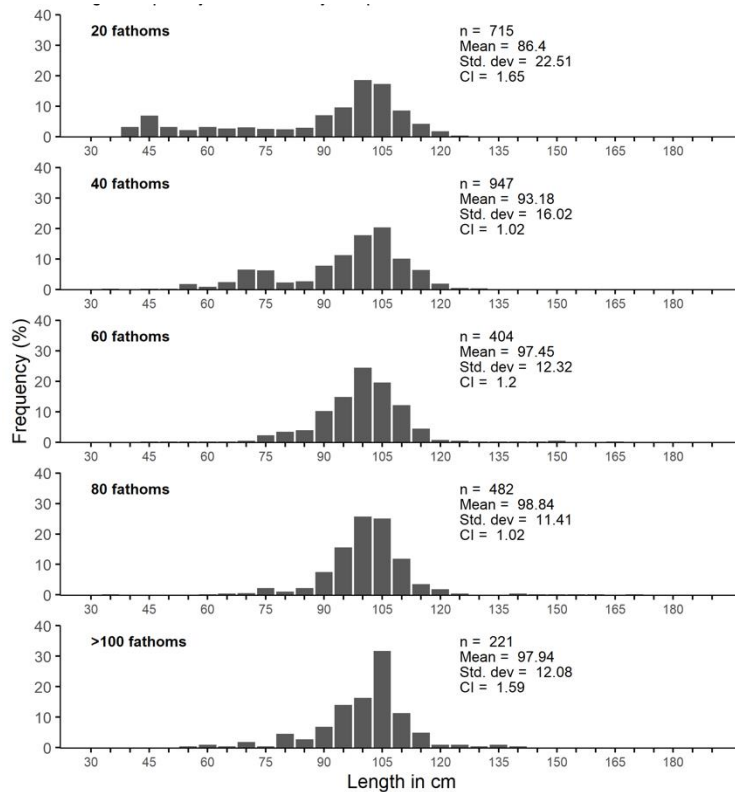 40
20 fathoms
n = 715
Mean = 86.4
30
Std. dev = 22.51
CI = 1.65
20
10
0
30 45 60 75 90 105 120 135 150 165 180
40
40 fathoms
n = 947
Mean = 93.18
30
Std. dev = 16.02
CI = 1.02
20
10
0
30 45 60 75 90 105 120 135 150 165 180
40
60 fathoms
n = 404
Mean = 97.45
30
Std. dev = 12.32
CI = 1.2
20
10
0
30 45 60 75 90 105 120 135 150 165 180
Frequency (%)
40
80 fathoms
n = 482
Mean = 98.84
30
Std. dev = 11.41
CI = 1.02
20
10
0
30 45 60 75 90 105 120 135 150 165 180
40
>100 fathoms
n = 221
Mean = 97.94
30
Std. dev = 12.08
CI = 1.59
20
10
0
30 45 60 75 90 105 120 135 150 165 180
Length in cm